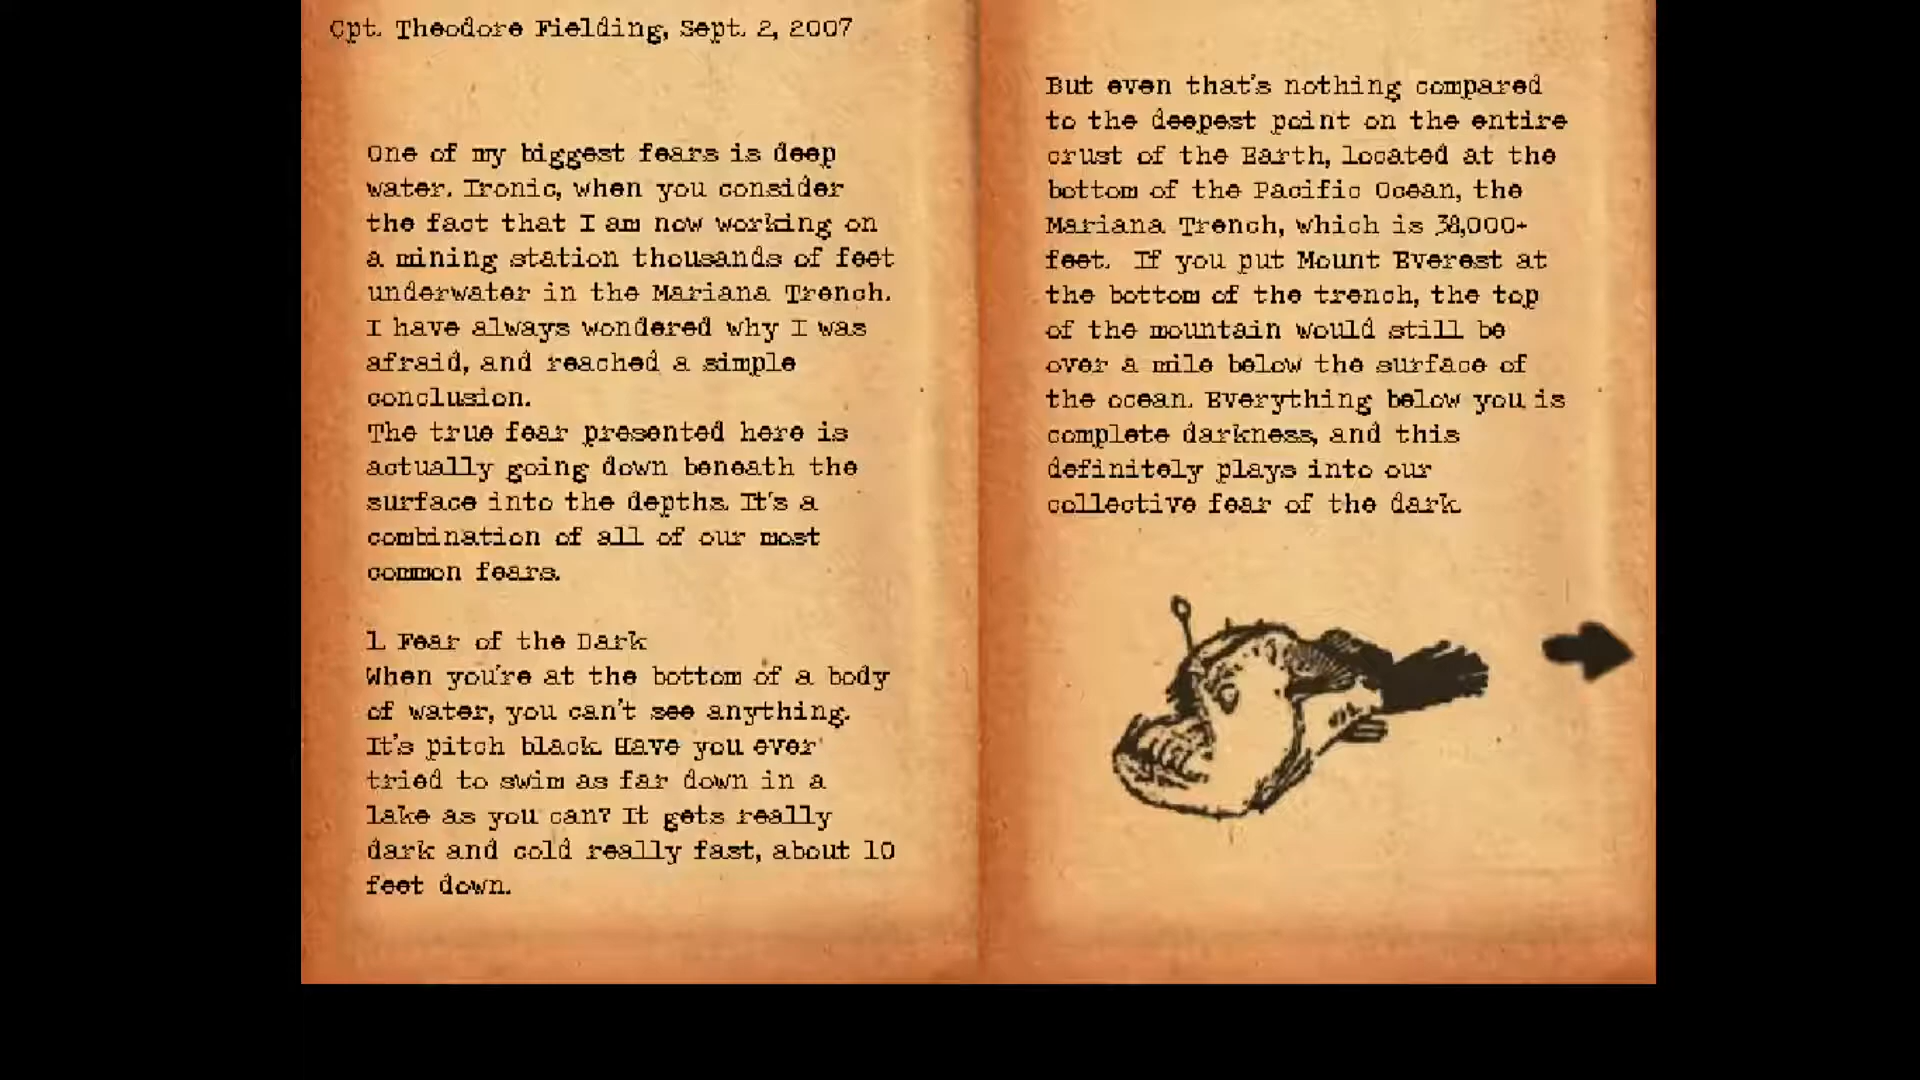 Cpt. Theodore Fielding, Sept. 2, 2007
One of my biggest fears is deep
water. Ironic, when you consider
the fact that I am now working on
a mining station thousands of feet
underwater in the Mariana Trench.
I have always wondered why I was
afraid, and reached a simple
conclusion.
The true fear presented here is
actually going down beneath the
surface into the depths. It's a
combination of all of our most
common fears.
1. Fear of the Dark
When you're at the bottom of a body
of water, you can't see anything.
It's pitch black. Have you ever
tried to swim as far down in a
lake as you can? It gets really
dark and cold really fast, about 10
feet down.
But even that's nothing compared
to the deepest point on the entire
crust of the Earth, located at the
bottom of the Pacific Ocean, the
Mariana Trench, which is 38,000+
feet. If you put Mount Everest at
the bottom of the trench, the top
of the mountain would still be
over a mile below the surface of
the ocean. Everything below you is
complete darkness, and this
definitely plays into our
collective fear of the dark.